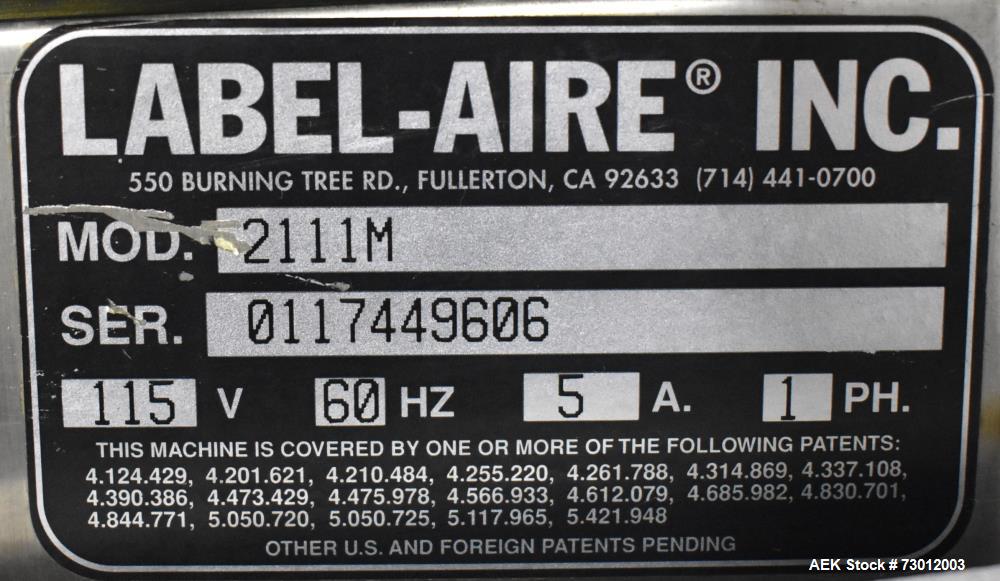 LABEL-AIRE® INC.
550 BURNING TREE RD., FULLERTON, CA 92633 (714) 441-0700
MOD. 2111M
SER. 0117449606
115 V 60 HZ 5 A. 1 PH.
THIS MACHINE IS COVERED BY ONE OR MORE OF THE FOLLOWING PATENTS:
4.124.429, 4.201.621, 4.210.484, 4.255.220, 4.261.788, 4.314.869, 4.337.108,
4.390.386, 4.473.429, 4.475.978, 4.566.933, 4.612.079, 4.685.982, 4.830.701,
4.844.771, 5.050.720, 5.050.725, 5.117.965, 5.421.948
OTHER U.S. AND FOREIGN PATENTS PENDING
AEK Stock # 73012003